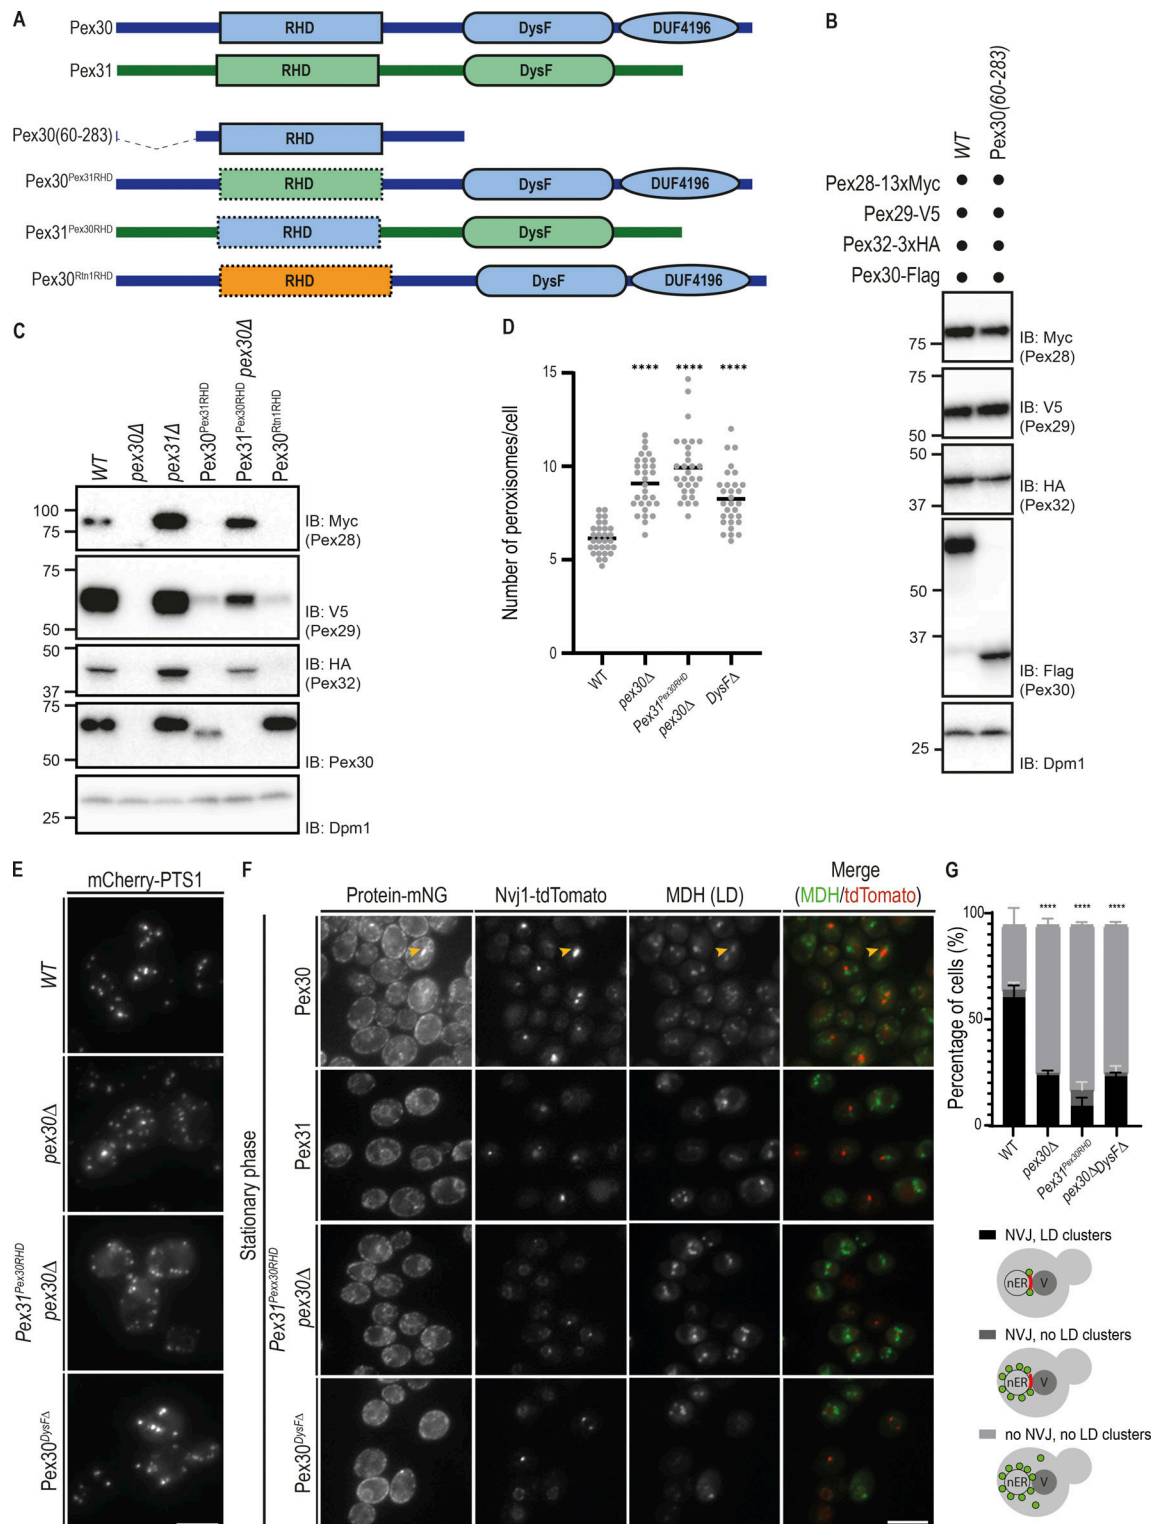 A
Pex30
RHD
DysF
DUF4196
Pex31
RHD
DysF
Pex30(60-283)
RHD
Pex30Pex31RHD
RHD
DysF
DUF4196
Pex31Pex30RHD
RHD
DysF
Pex30Rtn1RHD
RHD
DysF
DUF4196
B
WT
Pex30(60-283)
Pex28-13xMyc
Pex29-V5
Pex32-3xHA
Pex30-Flag
75
IB: Myc
(Pex28)
75
50
IB: V5
(Pex29)
50
37
IB: HA
(Pex32)
50
37
IB: Flag
(Pex30)
25
IB: Dpm1
C
WT
pex30Δ
pex31Δ
Pex30Pex31RHD
Pex31Pex30RHD pex30Δ
Pex30Rtn1RHD
100
75
IB: Myc
(Pex28)
75
50
IB: V5
(Pex29)
50
37
IB: HA
(Pex32)
75
50
IB: Pex30
25
IB: Dpm1
D
Number of peroxisomes/cell
15
10
5
0
**** **** ****
WT
pex30Δ
Pex31Pex30RHD
pex30Δ
DysFΔ
E
mCherry-PTS1
WT
pex30Δ
Pex31Pex30RHD
pex30Δ
Pex30DysFΔ
F
Protein-mNG
Nvj1-tdTomato
MDH (LD)
Merge
(MDH/tdTomato)
Stationary phase
Pex30
Pex31
Pex31Pexx30RHD
pex30Δ
Pex30DysFΔ
G
Percentage of cells (%)
100
50
0
**** **** ****
WT
pex30Δ
Pex31Pex30RHD
pex30ΔDysFΔ
NVJ, LD clusters
nER
V
NVJ, no LD clusters
nER
V
no NVJ, no LD clusters
nER
V